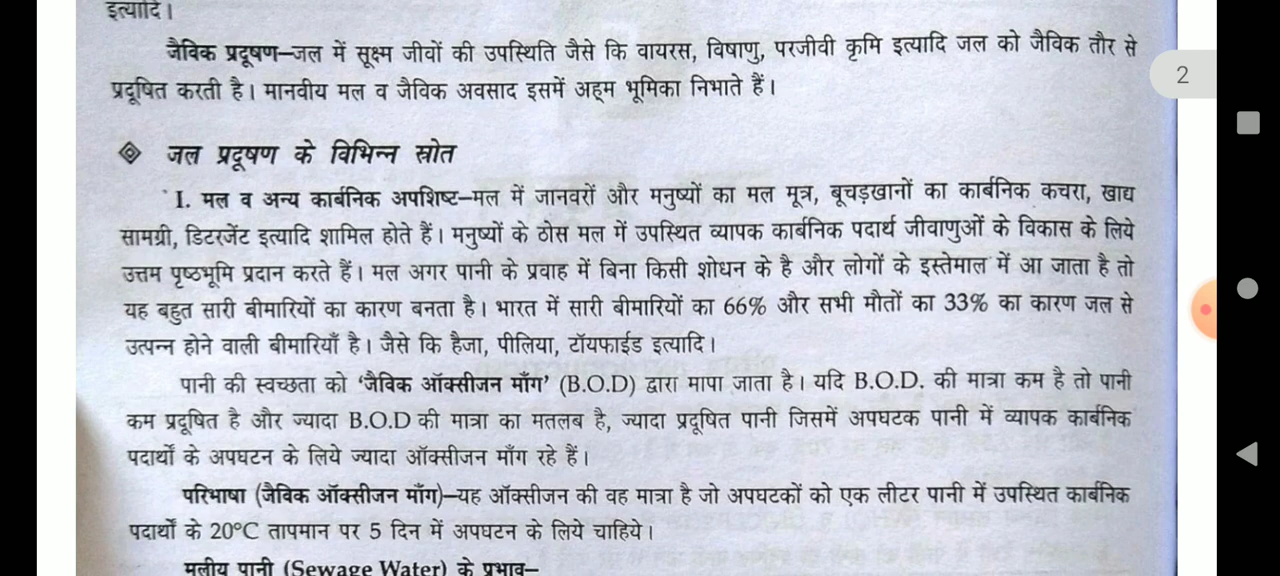 इत्यादि।
जैविक प्रदूषण–जल में सूक्ष्म जीवों की उपस्थिति जैसे कि वायरस, विषाणु, परजीवी कृमि इत्यादि जल को जैविक तौर से
प्रदूषित करती है। मानवीय मल व जैविक अवसाद इसमें अह्म भूमिका निभाते हैं।
2
जल प्रदूषण के विभिन्न स्रोत
I. मल व अन्य कार्बनिक अपशिष्ट–मल में जानवरों और मनुष्यों का मल मूत्र, बूचड़खानों का कार्बनिक कचरा, खाद्य
सामग्री, डिटरजेंट इत्यादि शामिल होते हैं। मनुष्यों के ठोस मल में उपस्थित व्यापक कार्बनिक पदार्थ जीवाणुओं के विकास के लिये
उत्तम पृष्ठभूमि प्रदान करते हैं। मल अगर पानी के प्रवाह में बिना किसी शोधन के है और लोगों के इस्तेमाल में आ जाता है तो
यह बहुत सारी बीमारियों का कारण बनता है। भारत में सारी बीमारियों का 66% और सभी मौतों का 33% का कारण जल से
उत्पन्न होने वाली बीमारियाँ है। जैसे कि हैजा, पीलिया, टॉयफाईड इत्यादि।
पानी की स्वच्छता को ‘जैविक ऑक्सीजन माँग’ (B.O.D) द्वारा मापा जाता है। यदि B.O.D. की मात्रा कम है तो पानी
कम प्रदूषित है और ज्यादा B.O.D की मात्रा का मतलब है, ज्यादा प्रदूषित पानी जिसमें अपघटक पानी में व्यापक कार्बनिक
पदार्थों के अपघटन के लिये ज्यादा ऑक्सीजन माँग रहे हैं।
परिभाषा (जैविक ऑक्सीजन माँग)–यह ऑक्सीजन की वह मात्रा है जो अपघटकों को एक लीटर पानी में उपस्थित कार्बनिक
पदार्थों के 20°C तापमान पर 5 दिन में अपघटन के लिये चाहिये।
मलीय पानी (Sewage Water) के प्रभाव–